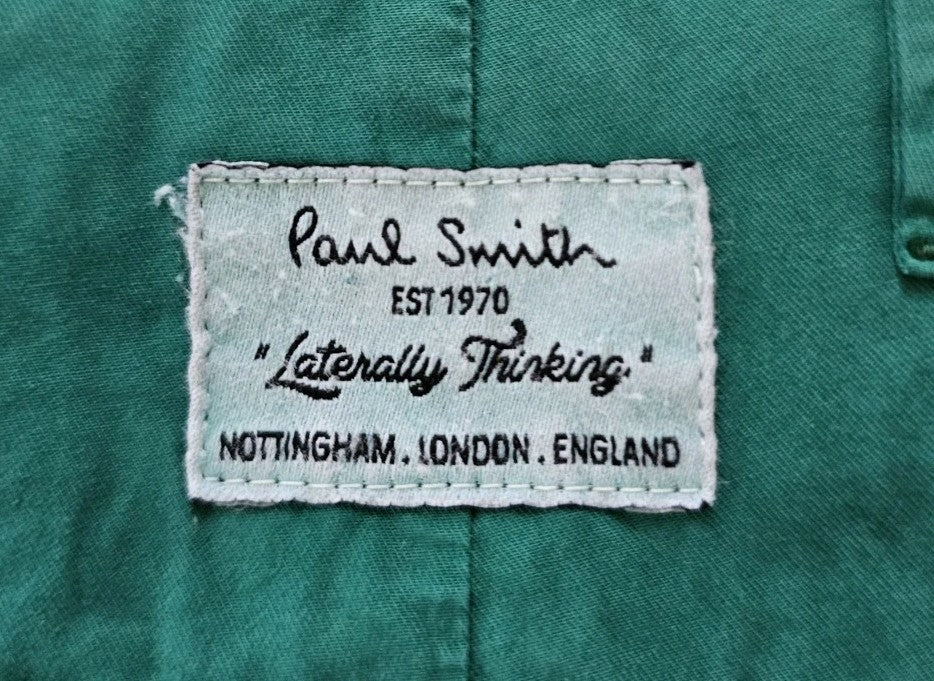 Paul Smith
EST 1970
"Laterally Thinking."
NOTTINGHAM. LONDON. ENGLAND